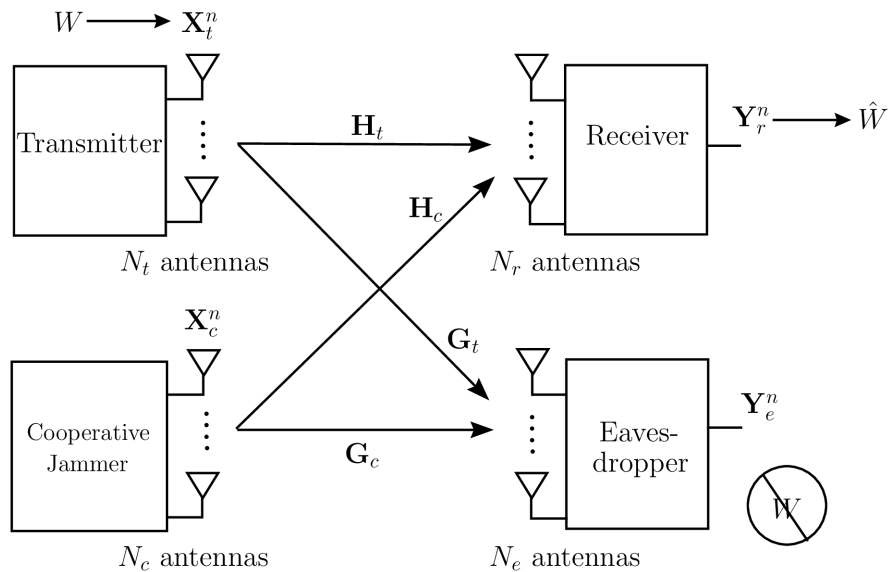 W → X_t^n
Transmitter
N_t antennas
H_t
H_c
Receiver
Y_r^n → Ŵ
N_r antennas
X_c^n
Cooperative
Jammer
N_c antennas
G_t
G_c
Eaves-
dropper
Y_e^n
W
N_e antennas